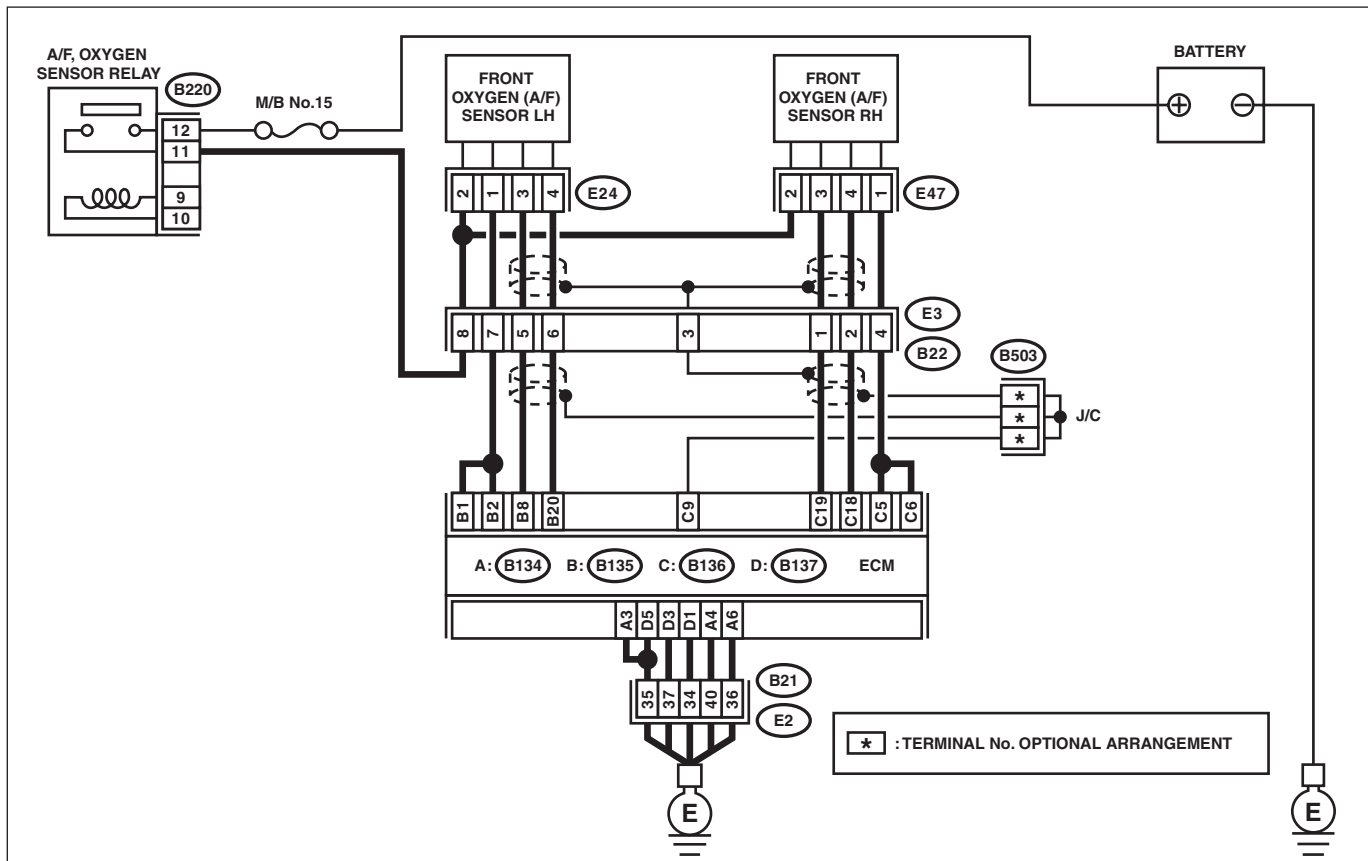 A/F, OXYGEN
SENSOR RELAY
B220
M/B No.15
12
11
9
10
FRONT
OXYGEN (A/F)
SENSOR LH
FRONT
OXYGEN (A/F)
SENSOR RH
BATTERY
2 1 3 4
E24
2 3 4 1
E47
8 7 5 6 3 1 2 4
E3
B22
B503
*
*
*
J/C
B1 B2 B8 B20 C9 C19 C18 C5 C6
A: B134 B: B135 C: B136 D: B137 ECM
A3 D5 D3 D1 A4 A6
35 37 34 40 36
B21
E2
* : TERMINAL No. OPTIONAL ARRANGEMENT
E
E